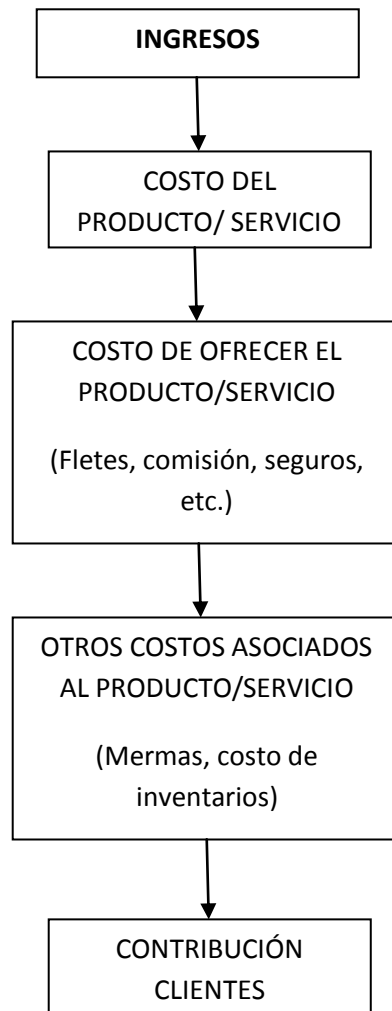 INGRESOS
COSTO DEL
PRODUCTO/ SERVICIO
COSTO DE OFRECER EL
PRODUCTO/SERVICIO
(Fletes, comisión, seguros,
etc.)
OTROS COSTOS ASOCIADOS
AL PRODUCTO/SERVICIO
(Mermas, costo de
inventarios)
CONTRIBUCIÓN
CLIENTES